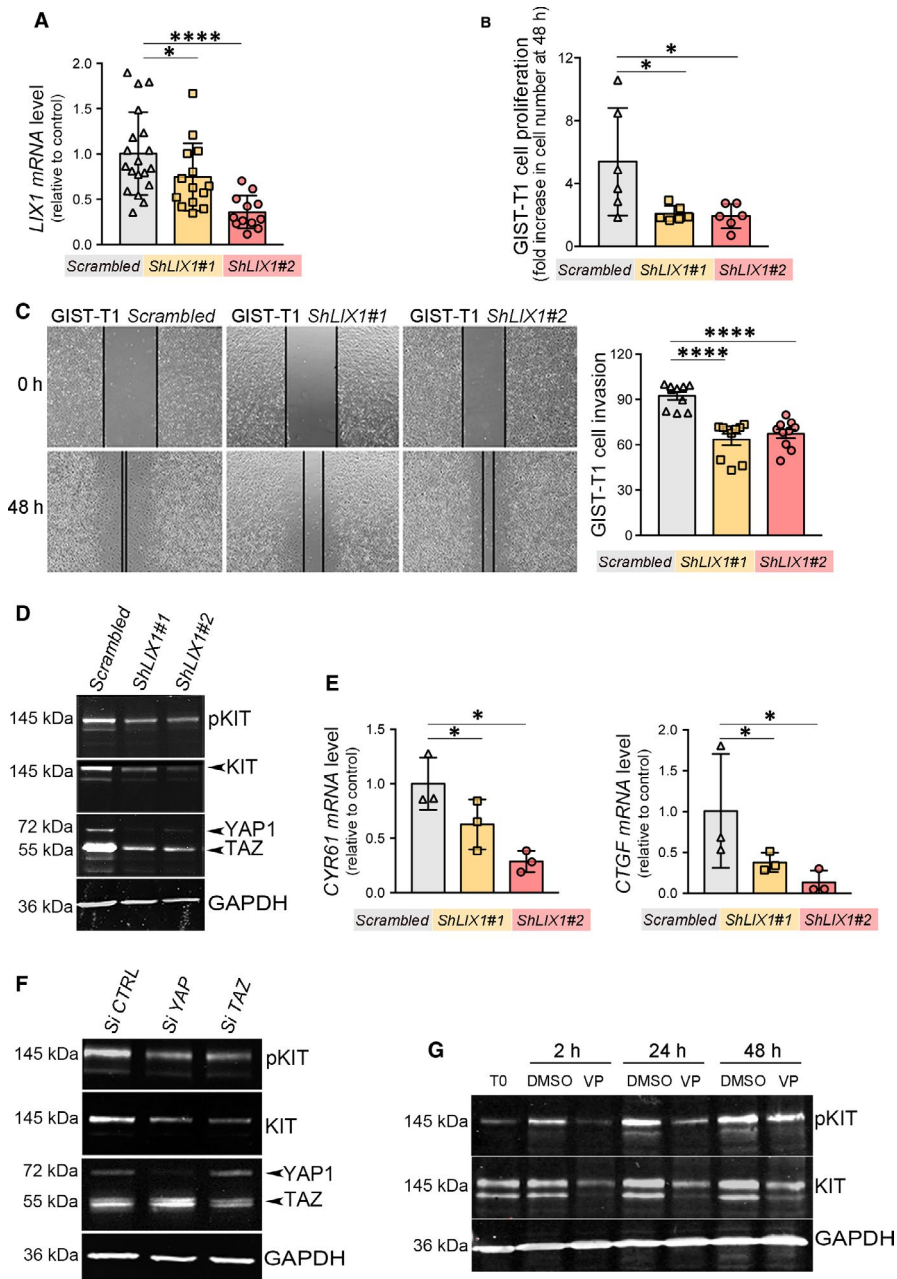 A
****
*
2.0
1.5
1.0
0.5
0.0
LIX1 mRNA level
(relative to control)
Scrambled ShLIX1#1 ShLIX1#2
B
*
*
12
8
4
0
GIST-T1 cell proliferation
(fold increase in cell number at 48 h)
Scrambled ShLIX1#1 ShLIX1#2
C
GIST-T1 Scrambled GIST-T1 ShLIX1#1 GIST-T1 ShLIX1#2
0 h
48 h
****
****
120
90
60
30
0
GIST-T1 cell invasion
Scrambled ShLIX1#1 ShLIX1#2
D
Scrambled ShLIX1#1 ShLIX1#2
145 kDa pKIT
145 kDa KIT
72 kDa YAP1
55 kDa TAZ
36 kDa GAPDH
E
*
*
1.5
1.0
0.5
0.0
CYR61 mRNA level
(relative to control)
Scrambled ShLIX1#1 ShLIX1#2
*
*
2.0
1.5
1.0
0.5
0.0
CTGF mRNA level
(relative to control)
Scrambled ShLIX1#1 ShLIX1#2
F
Si CTRL Si YAP Si TAZ
145 kDa pKIT
145 kDa KIT
72 kDa YAP1
55 kDa TAZ
36 kDa GAPDH
G
2 h 24 h 48 h
T0 DMSO VP DMSO VP DMSO VP
145 kDa pKIT
145 kDa KIT
36 kDa GAPDH